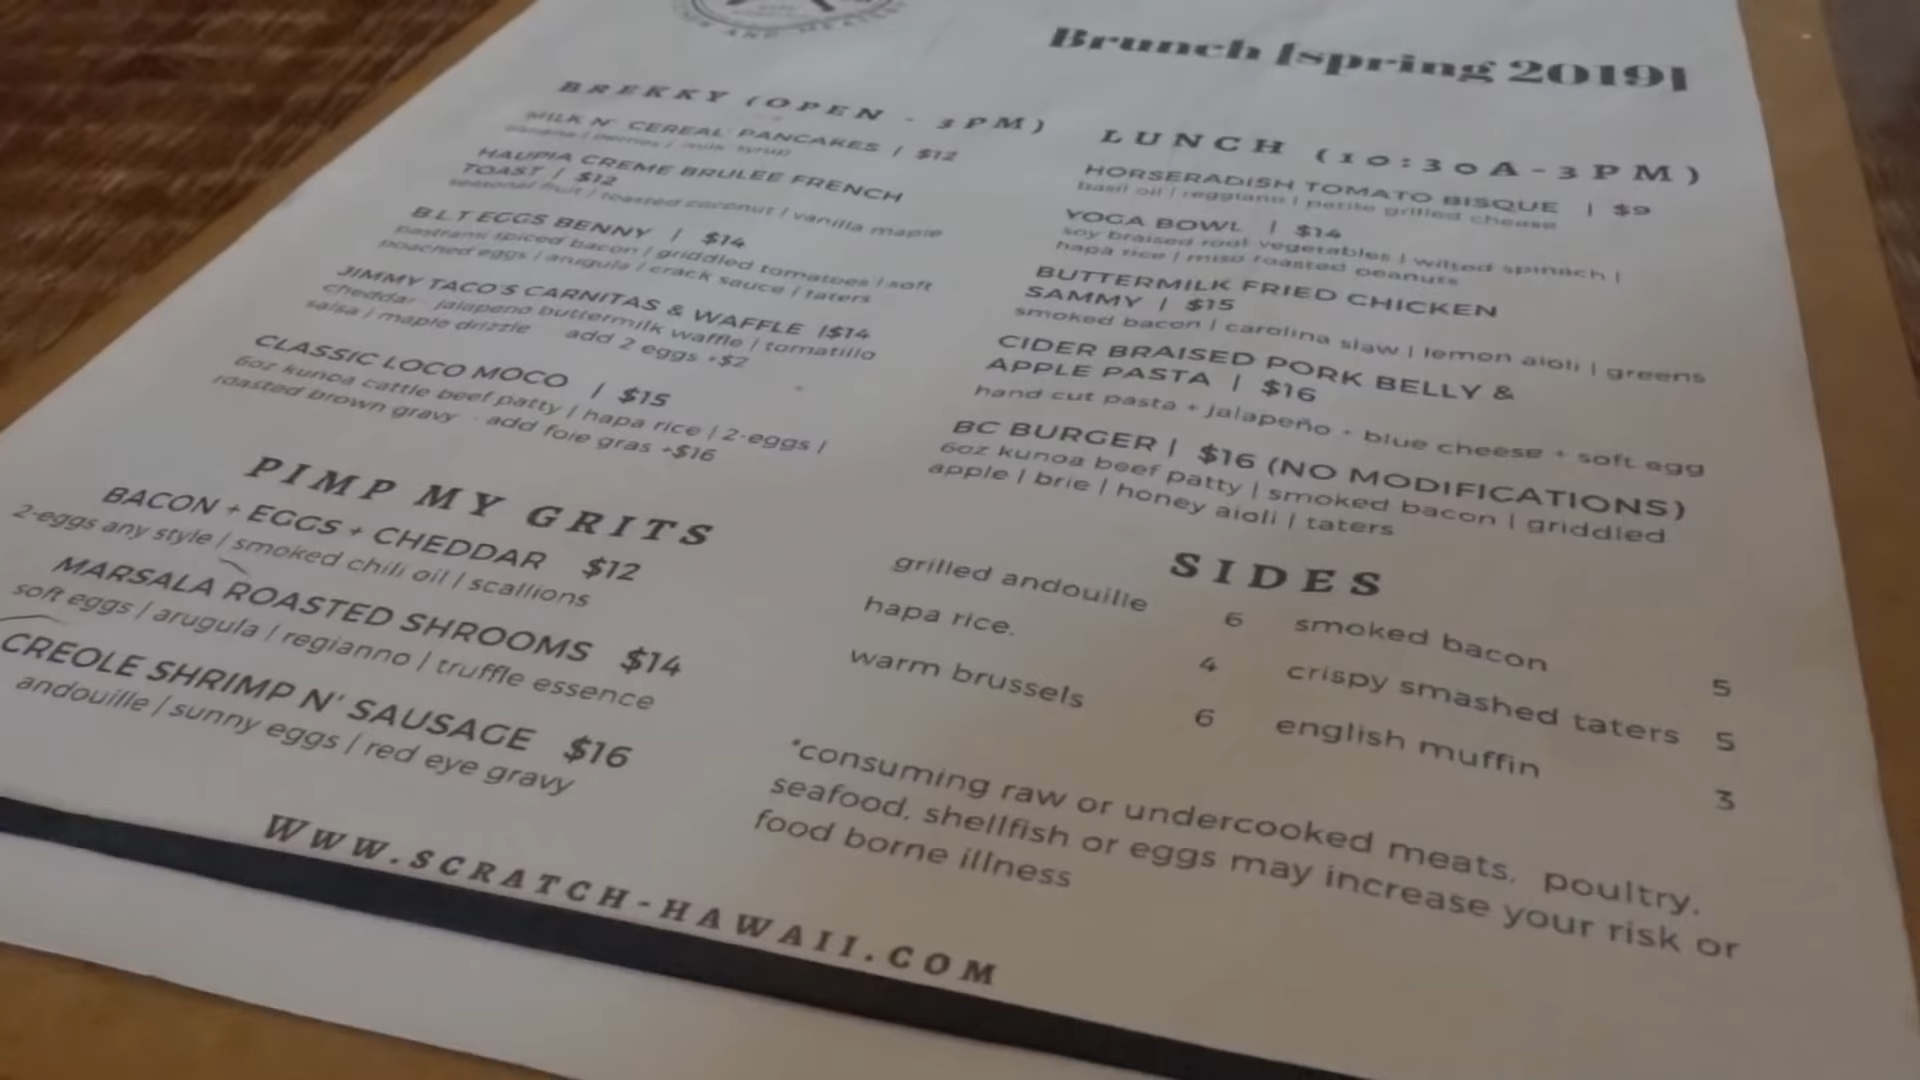 Brunch [spring 2019]
BREKKY (OPEN - 3PM)
MILK N' CEREAL PANCAKES | $12
banana | berries | milk syrup
HAUPIA CREME BRULEE FRENCH
TOAST | $12
seasonal fruit | toasted coconut | vanilla maple
B.L.T EGGS BENNY | $14
pastrami spiced bacon | griddled tomatoes | soft
poached eggs | arugula | crack sauce | taters
JIMMY TACO'S CARNITAS & WAFFLE |$14
cheddar jalapeno buttermilk waffle | tomatillo
salsa | maple drizzle add 2 eggs +$2
CLASSIC LOCO MOCO | $15
6oz kunoa cattle beef patty | hapa rice | 2-eggs |
roasted brown gravy - add foie gras +$16
PIMP MY GRITS
BACON + EGGS + CHEDDAR $12
2-eggs any style | smoked chili oil | scallions
MARSALA ROASTED SHROOMS $14
soft eggs | arugula | regianno | truffle essence
CREOLE SHRIMP N' SAUSAGE $16
andouille | sunny eggs | red eye gravy
LUNCH (10:30A-3PM)
HORSERADISH TOMATO BISQUE | $9
basil oil | reggiano | petite grilled cheese
YOGA BOWL | $14
soy braised root vegetables | wilted spinach |
hapa rice | miso roasted peanuts
BUTTERMILK FRIED CHICKEN
SAMMY | $15
smoked bacon | carolina slaw | lemon aioli | greens
CIDER BRAISED PORK BELLY &
APPLE PASTA | $16
hand cut pasta + jalapeño + blue cheese + soft egg
BC BURGER | $16 (NO MODIFICATIONS)
6oz kunoa beef patty | smoked bacon | griddled
apple | brie | honey aioli | taters
SIDES
grilled andouille 6 smoked bacon 5
hapa rice. 4 crispy smashed taters 5
warm brussels 6 english muffin 3
*consuming raw or undercooked meats, poultry,
seafood, shellfish or eggs may increase your risk or
food borne illness
WWW.SCRATCH-HAWAII.COM